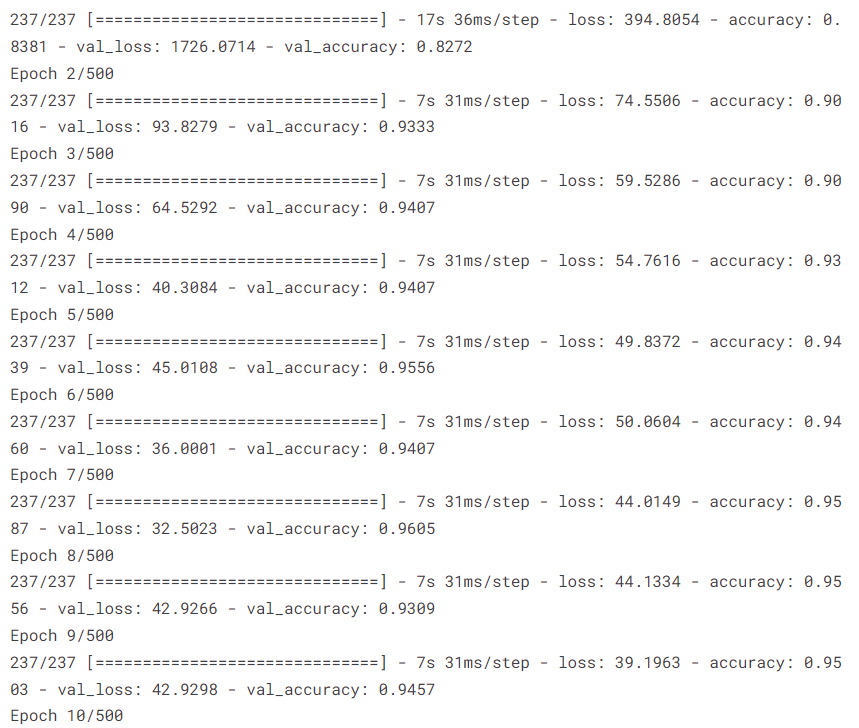 237/237 [==============================] - 17s 36ms/step - loss: 394.8054 - accuracy: 0.
8381 - val_loss: 1726.0714 - val_accuracy: 0.8272
Epoch 2/500
237/237 [==============================] - 7s 31ms/step - loss: 74.5506 - accuracy: 0.90
16 - val_loss: 93.8279 - val_accuracy: 0.9333
Epoch 3/500
237/237 [==============================] - 7s 31ms/step - loss: 59.5286 - accuracy: 0.90
90 - val_loss: 64.5292 - val_accuracy: 0.9407
Epoch 4/500
237/237 [==============================] - 7s 31ms/step - loss: 54.7616 - accuracy: 0.93
12 - val_loss: 40.3084 - val_accuracy: 0.9407
Epoch 5/500
237/237 [==============================] - 7s 31ms/step - loss: 49.8372 - accuracy: 0.94
39 - val_loss: 45.0108 - val_accuracy: 0.9556
Epoch 6/500
237/237 [==============================] - 7s 31ms/step - loss: 50.0604 - accuracy: 0.94
60 - val_loss: 36.0001 - val_accuracy: 0.9407
Epoch 7/500
237/237 [==============================] - 7s 31ms/step - loss: 44.0149 - accuracy: 0.95
87 - val_loss: 32.5023 - val_accuracy: 0.9605
Epoch 8/500
237/237 [==============================] - 7s 31ms/step - loss: 44.1334 - accuracy: 0.95
56 - val_loss: 42.9266 - val_accuracy: 0.9309
Epoch 9/500
237/237 [==============================] - 7s 31ms/step - loss: 39.1963 - accuracy: 0.95
03 - val_loss: 42.9298 - val_accuracy: 0.9457
Epoch 10/500